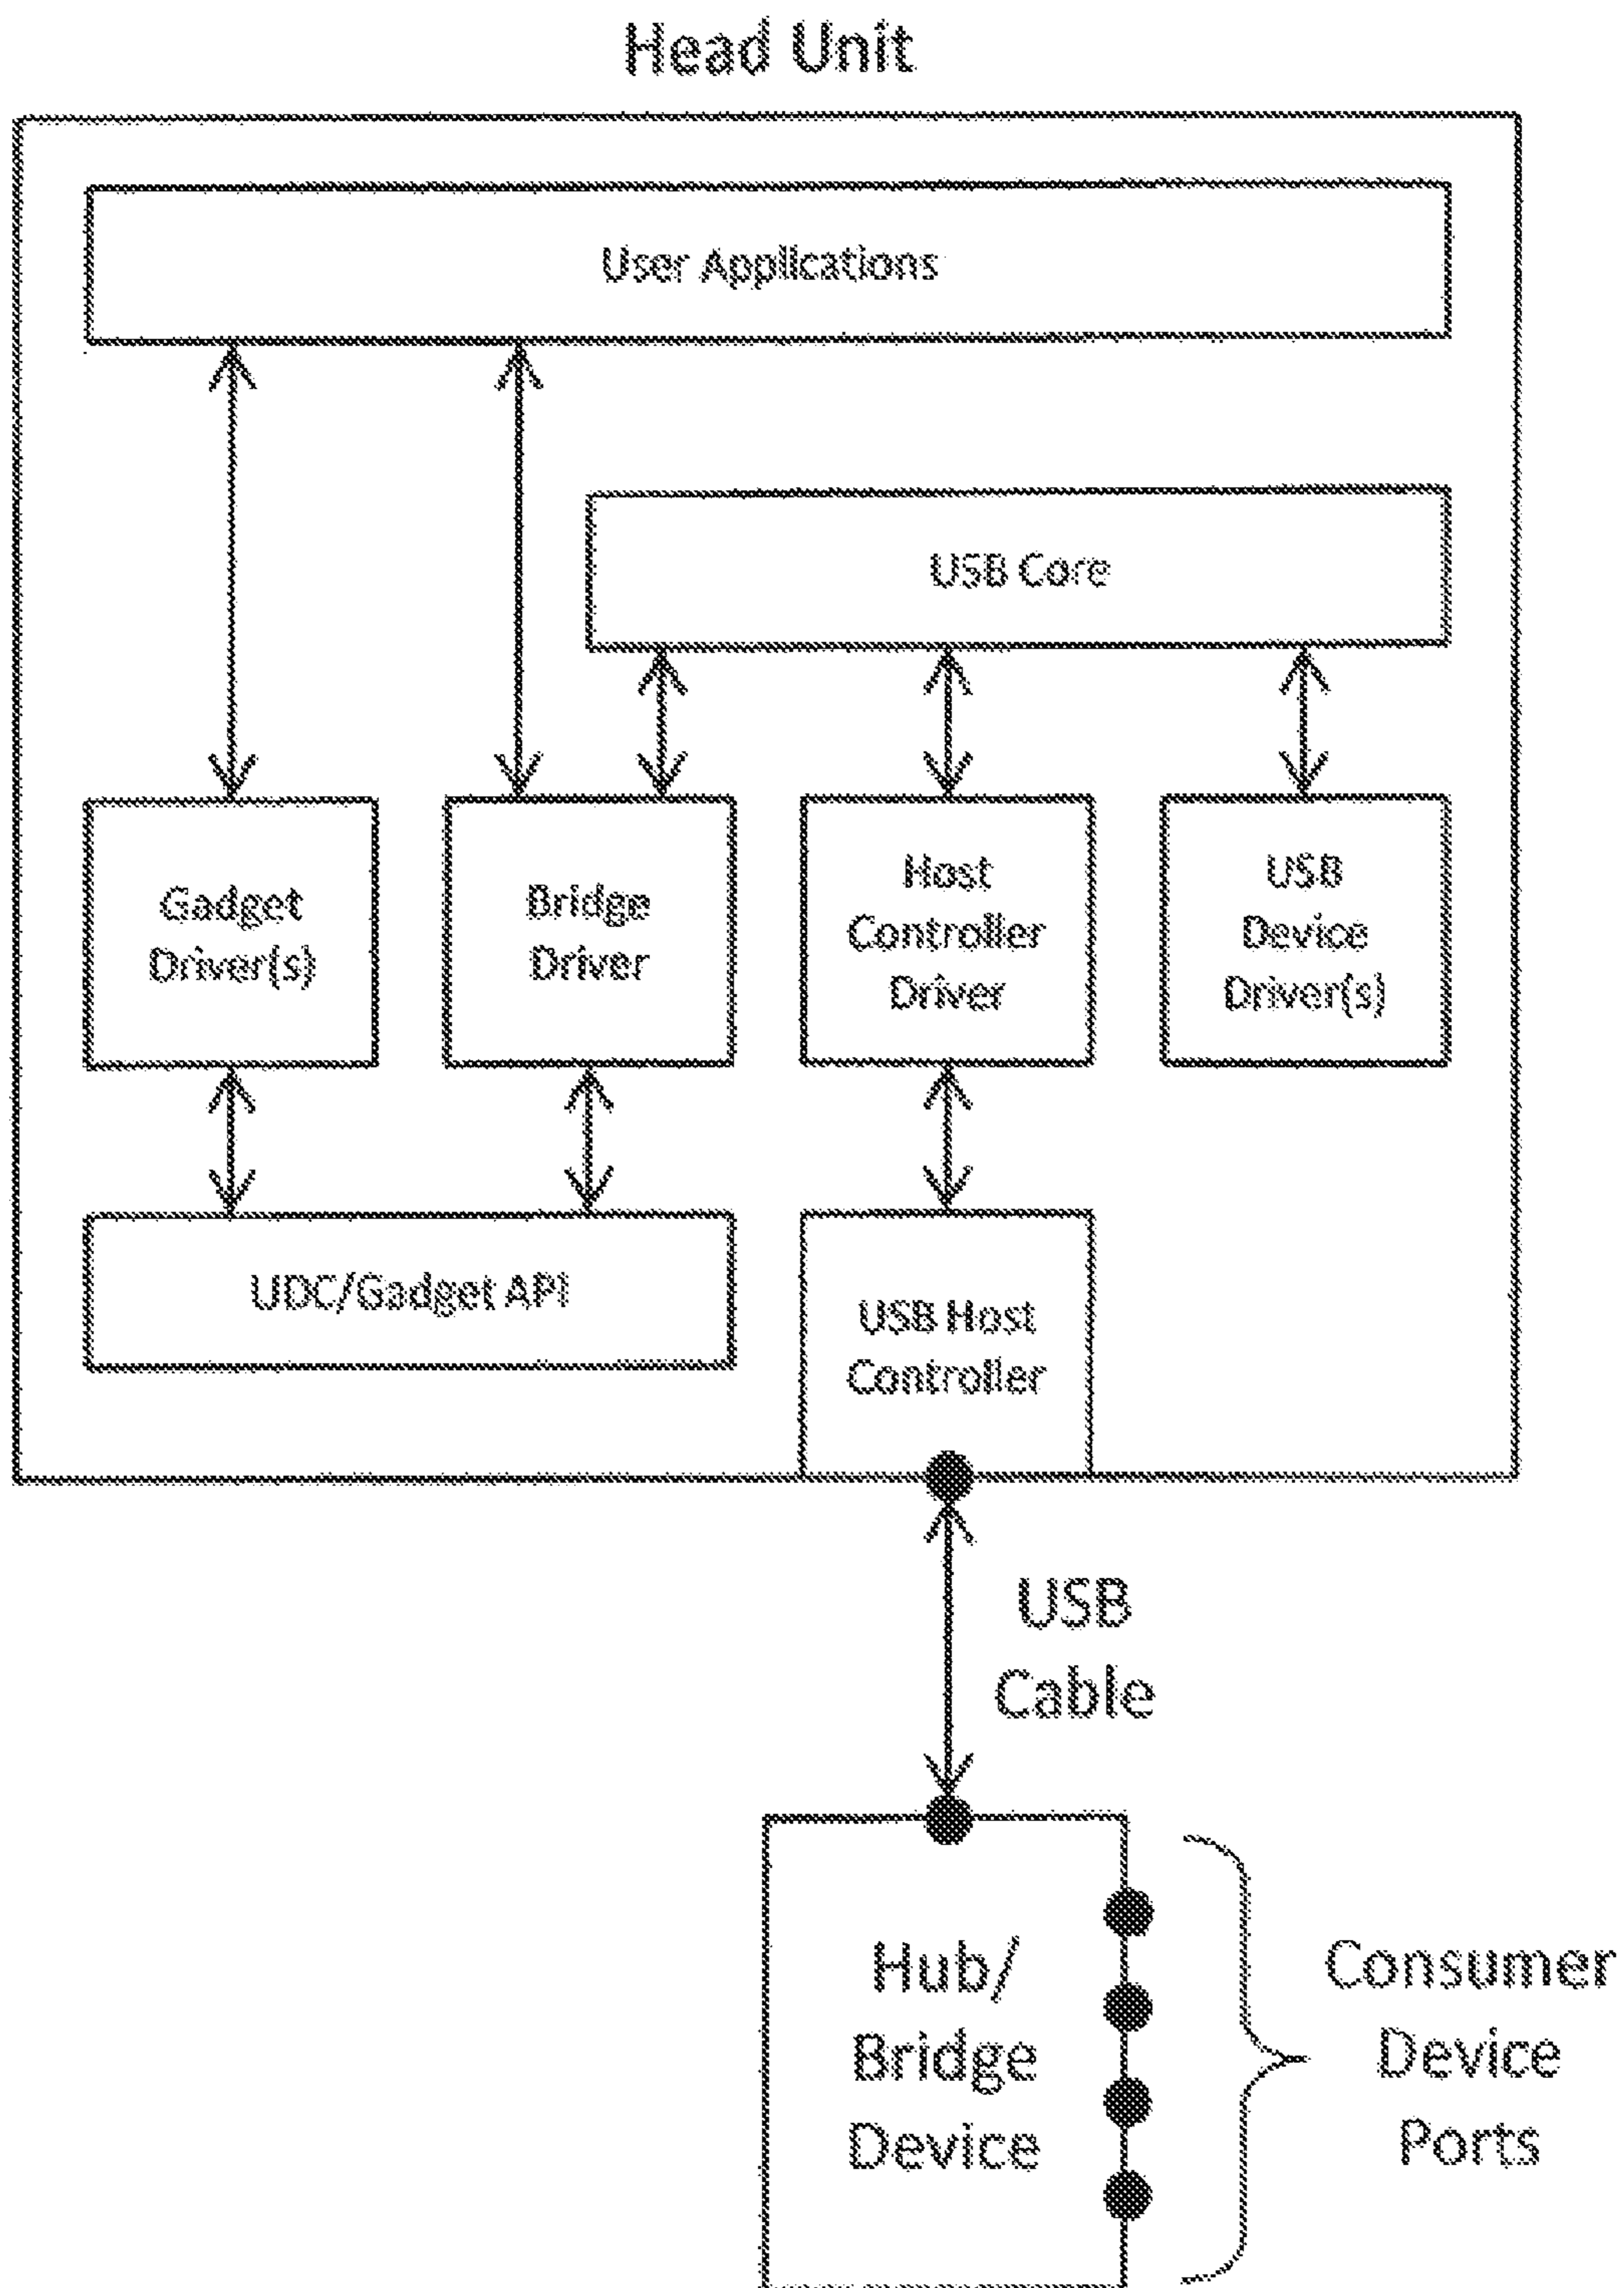 Head Unit
User Applications
USB Core
Gadget
Driver(s)
Bridge
Driver
Host
Controller
Driver
USB
Device
Driver(s)
UDC/Gadget API
USB Host
Controller
USB
Cable
Hub/
Bridge
Device
Consumer
Device
Ports